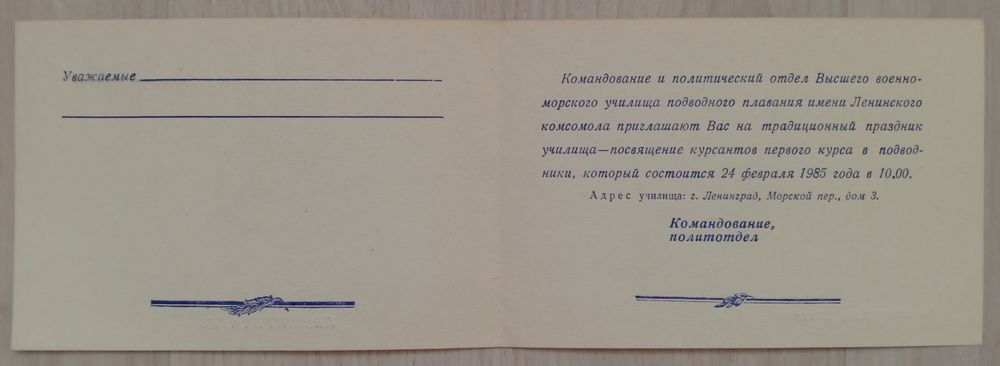 Уважаемые
Командование и политический отдел Высшего военно-
морского училища подводного плавания имени Ленинского
комсомола приглашают Вас на традиционный праздник
училища—посвящение курсантов первого курса в подвод-
ники, который состоится 24 февраля 1985 года в 10.00.
Адрес училища: г. Ленинград, Морской пер., дом 3.
Командование,
политотдел